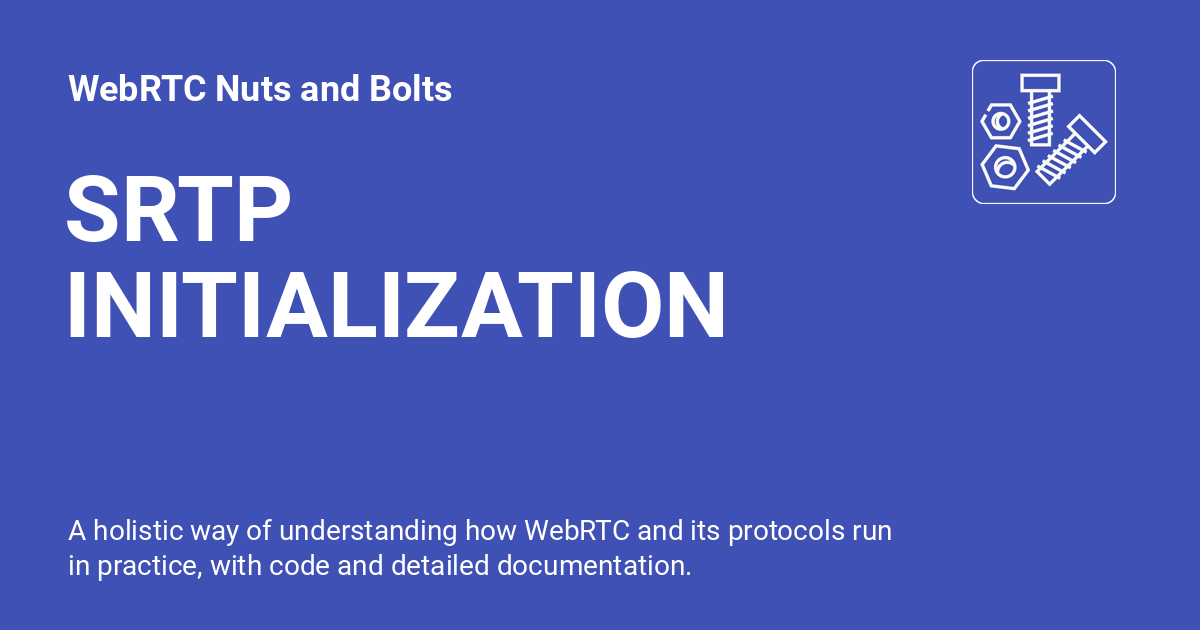 WebRTC Nuts and Bolts
SRTP
INITIALIZATION
A holistic way of understanding how WebRTC and its protocols run
in practice, with code and detailed documentation.